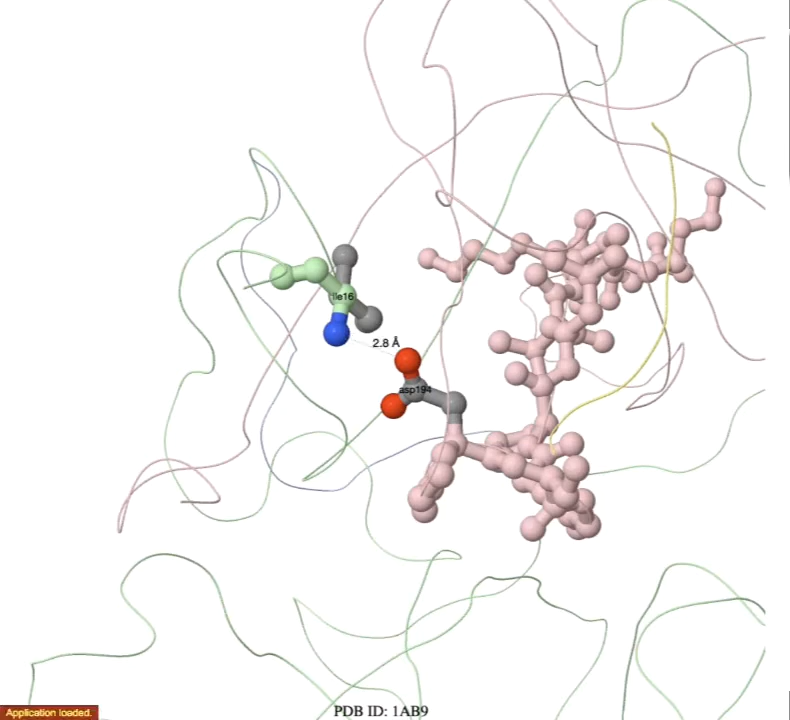 ile16
2.8 Å
asp194
Application loaded.
PDB ID: 1AB9